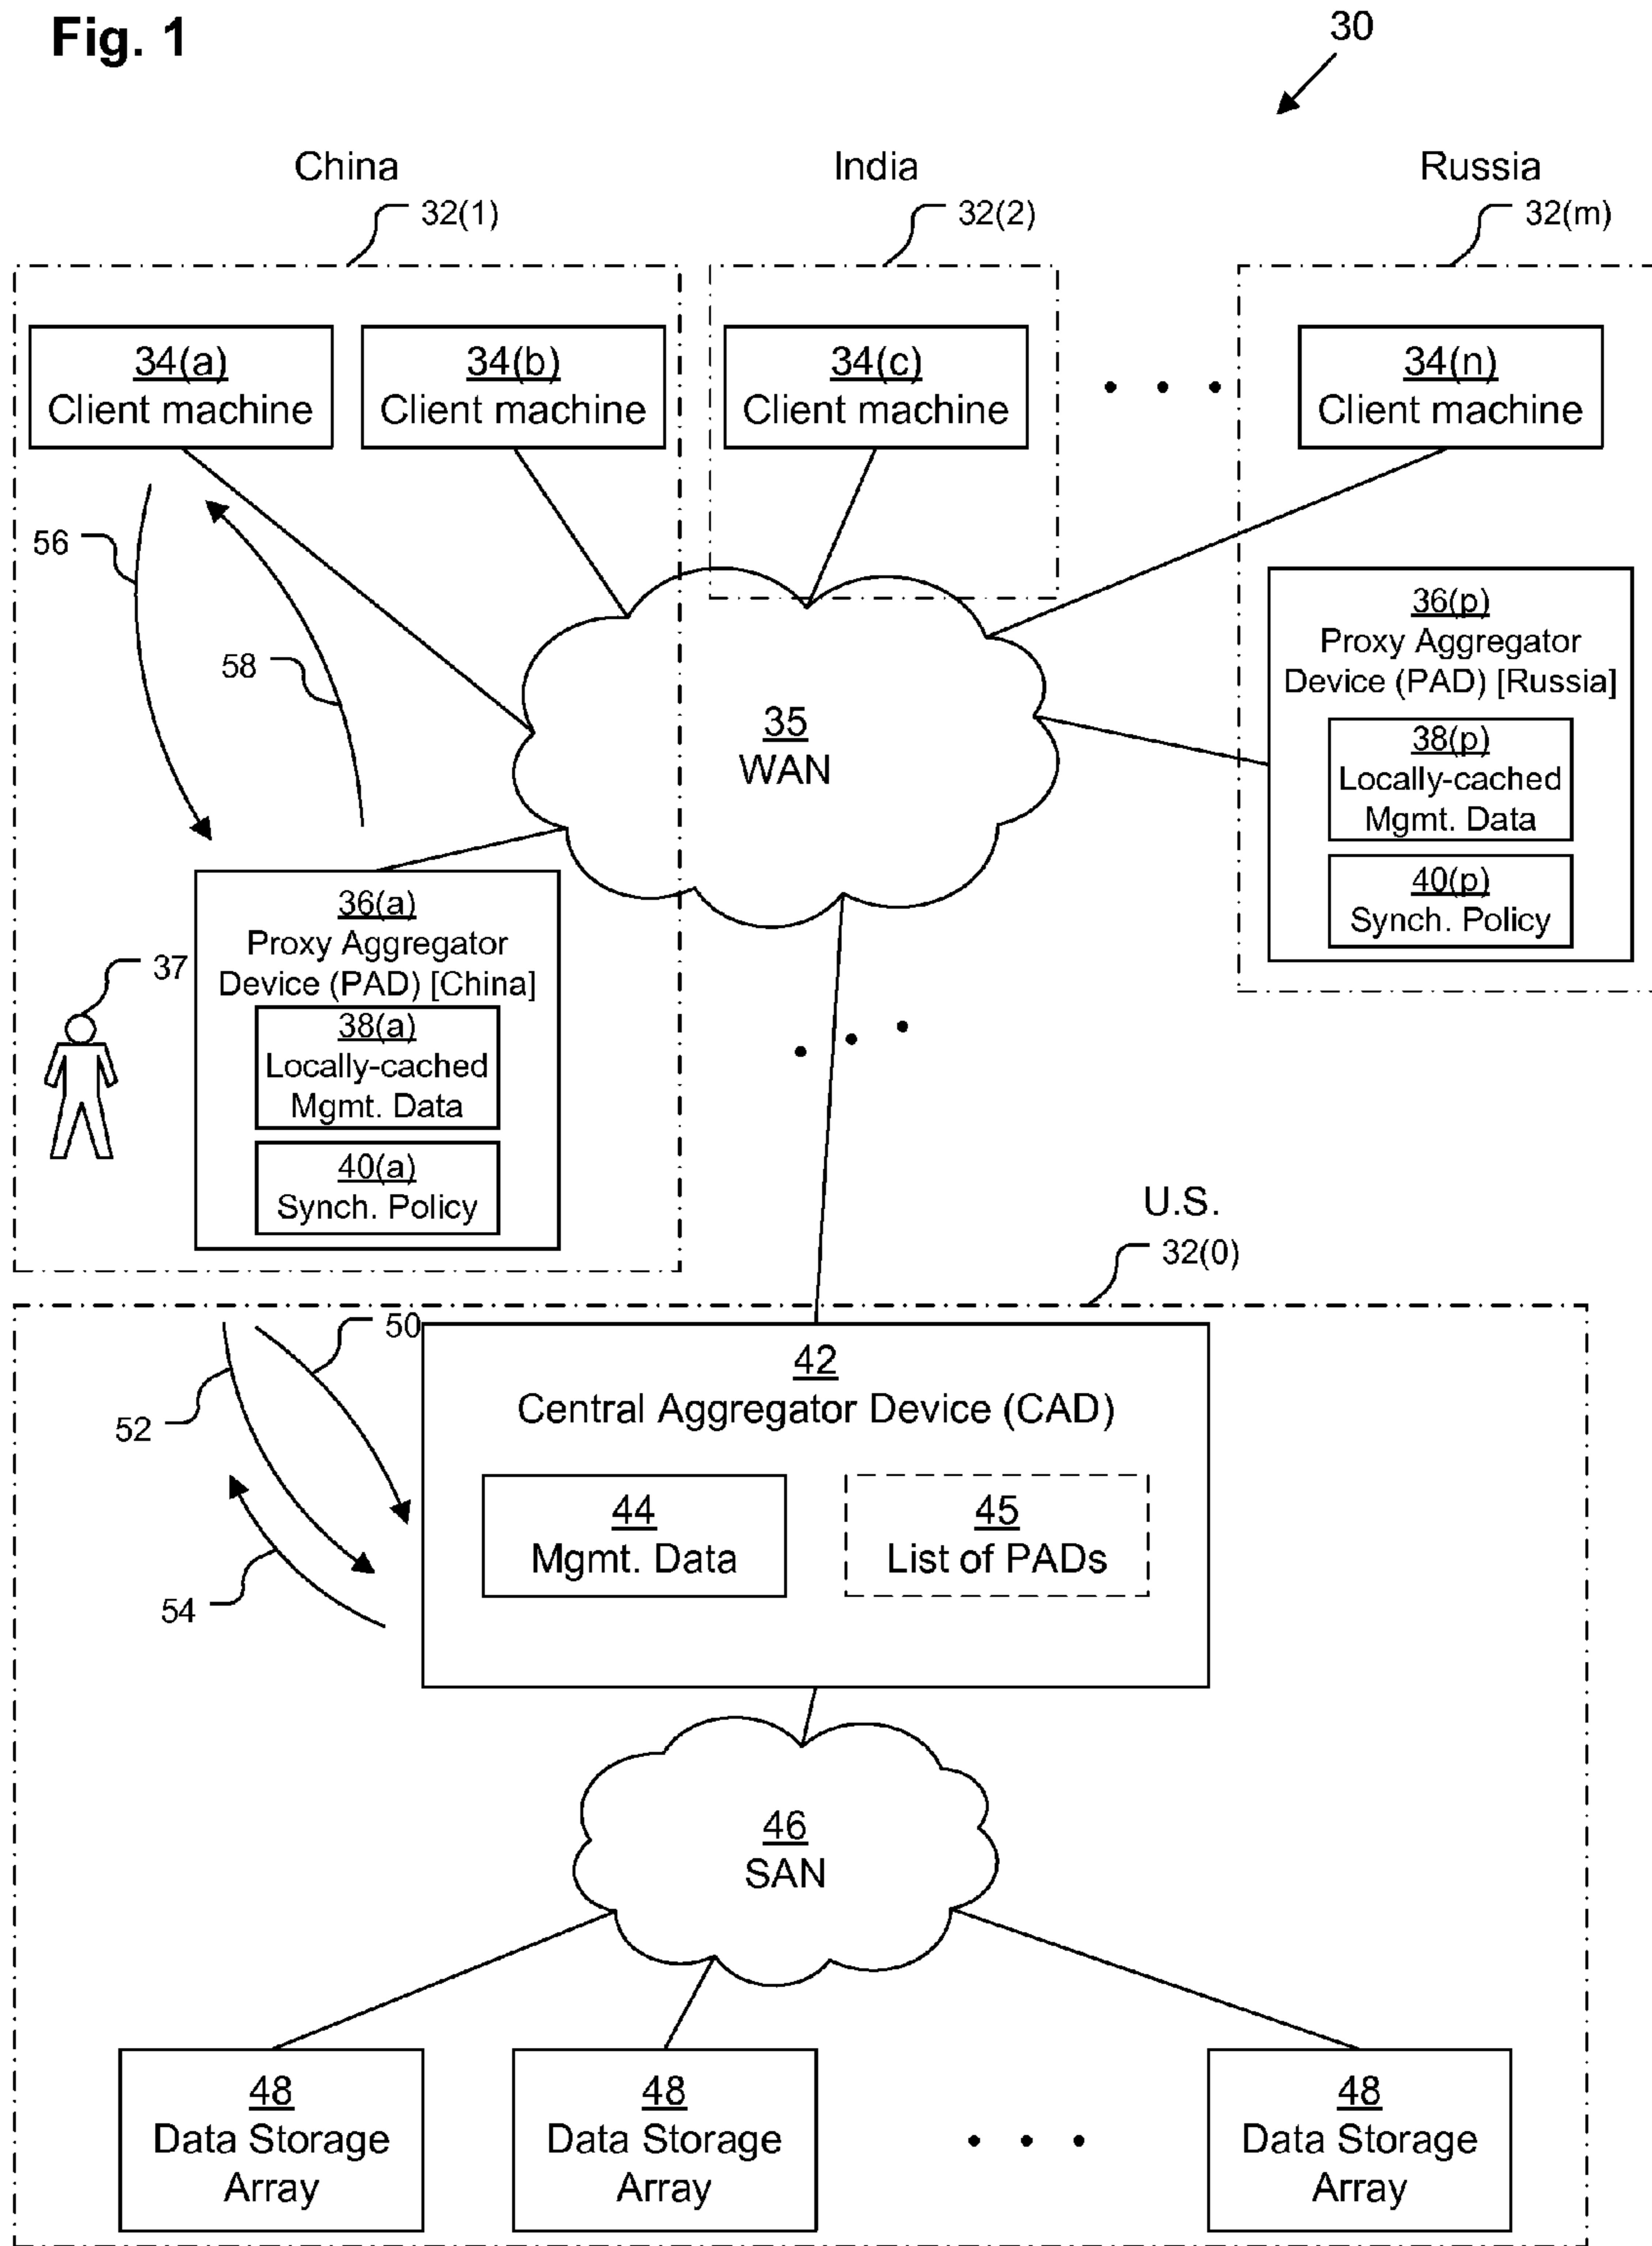 Fig. 1
30
China
India
Russia
32(1)
32(2)
32(m)
34(a)
Client machine
34(b)
Client machine
34(c)
Client machine
34(n)
Client machine
56
58
35
WAN
36(p)
Proxy Aggregator
Device (PAD) [Russia]
38(p)
Locally-cached
Mgmt. Data
40(p)
Synch. Policy
37
36(a)
Proxy Aggregator
Device (PAD) [China]
38(a)
Locally-cached
Mgmt. Data
40(a)
Synch. Policy
U.S.
32(0)
50
52
54
42
Central Aggregator Device (CAD)
44
Mgmt. Data
45
List of PADs
46
SAN
48
Data Storage
Array
48
Data Storage
Array
48
Data Storage
Array